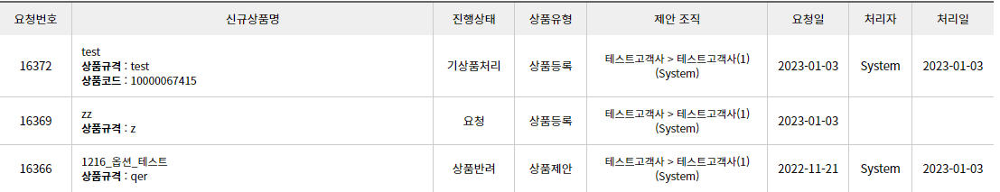 요청번호 신규상품명 진행상태 상품유형 제안 조직 요청일 처리자 처리일
16372
test
상품규격 : test
상품코드 : 10000067415
기상품처리 상품등록
테스트고객사 > 테스트고객사(1)
(System)
2023-01-03 System 2023-01-03
16369
zz
상품규격 : z
요청 상품등록
테스트고객사 > 테스트고객사(1)
(System)
2023-01-03
16366
1216_옵션_테스트
상품규격 : qer
상품반려 상품제안
테스트고객사 > 테스트고객사(1)
(System)
2022-11-21 System 2023-01-03